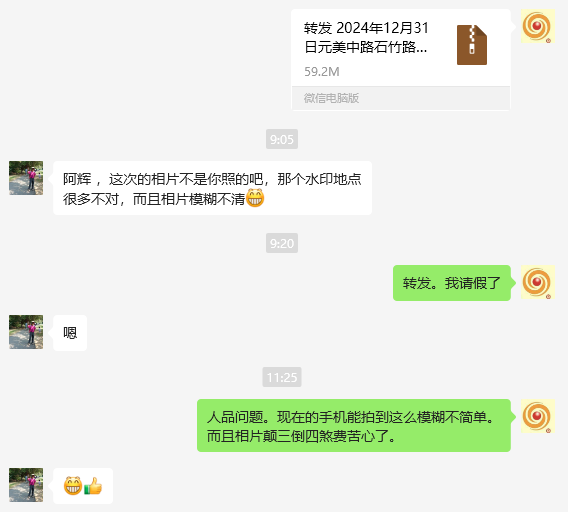 转发 2024年12月31
日元美中路石竹路...
59.2M
微信电脑版
9:05
阿辉 ，这次的相片不是你照的吧，那个水印地点
很多不对，而且相片模糊不清😁
9:20
转发。我请假了
嗯
11:25
人品问题。现在的手机能拍到这么模糊不简单。
而且相片颠三倒四煞费苦心了。
😁👍